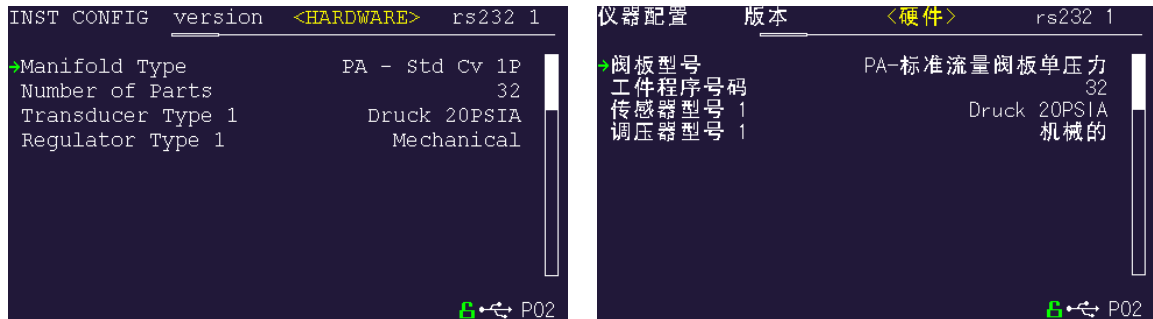 INST CONFIG version <HARDWARE> rs232 1
→Manifold Type PA - Std Cv 1P
Number of Parts 32
Transducer Type 1 Druck 20PSIA
Regulator Type 1 Mechanical
P02
仪器配置 版本 <硬件> rs232 1
→阀板型号 PA-标准流量阀板单压力
工件程序号码 32
传感器型号 1 Druck 20PSIA
调压器型号 1 机械的
P02